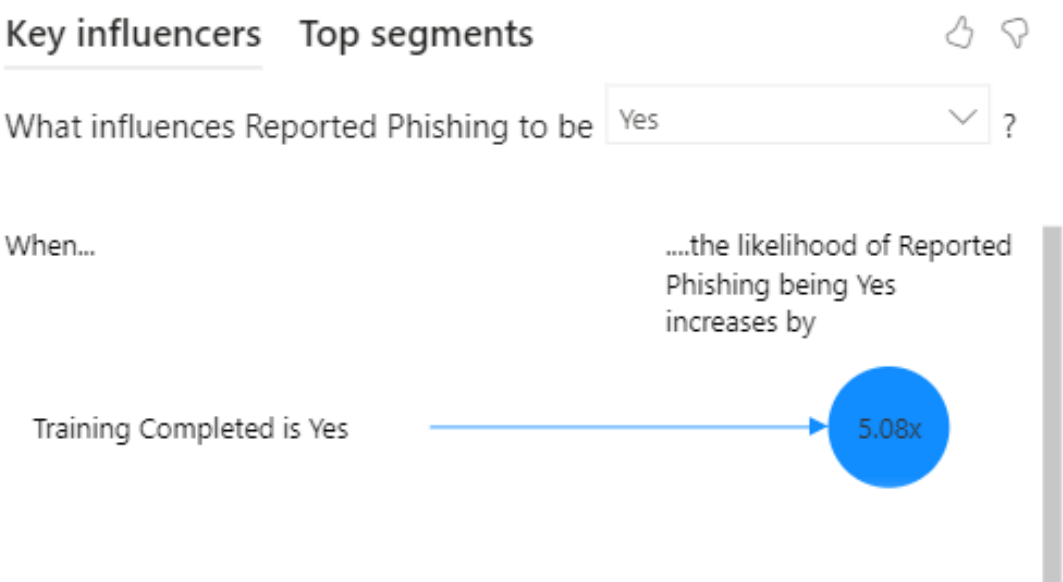 Key influencers Top segments
What influences Reported Phishing to be Yes ?
When...
....the likelihood of Reported
Phishing being Yes
increases by
Training Completed is Yes 5.08x